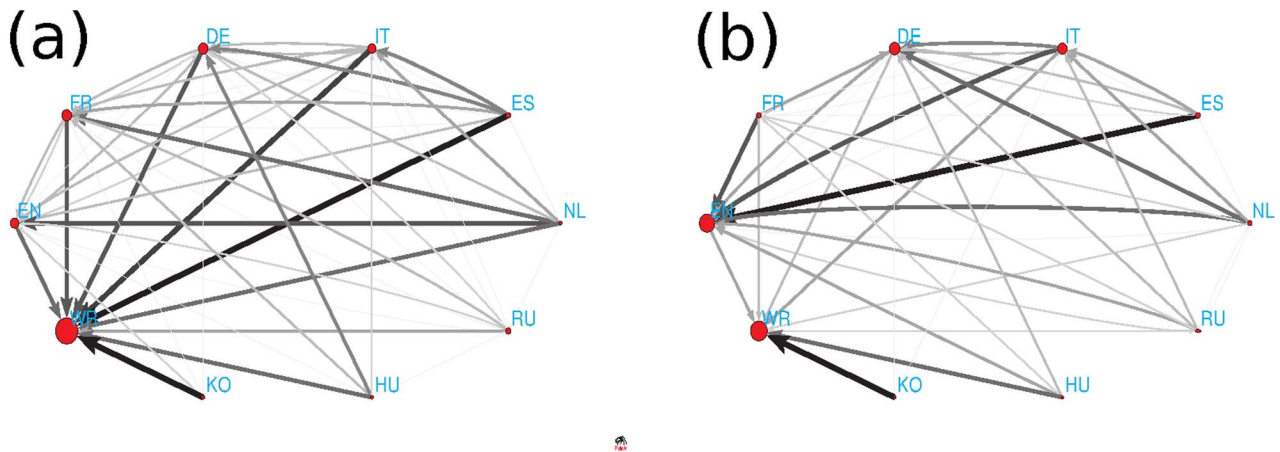 (a)
DE
IT
FR
ES
EN
NL
WR
RU
KO
HU
(b)
DE
IT
FR
ES
EN
NL
WR
RU
KO
HU